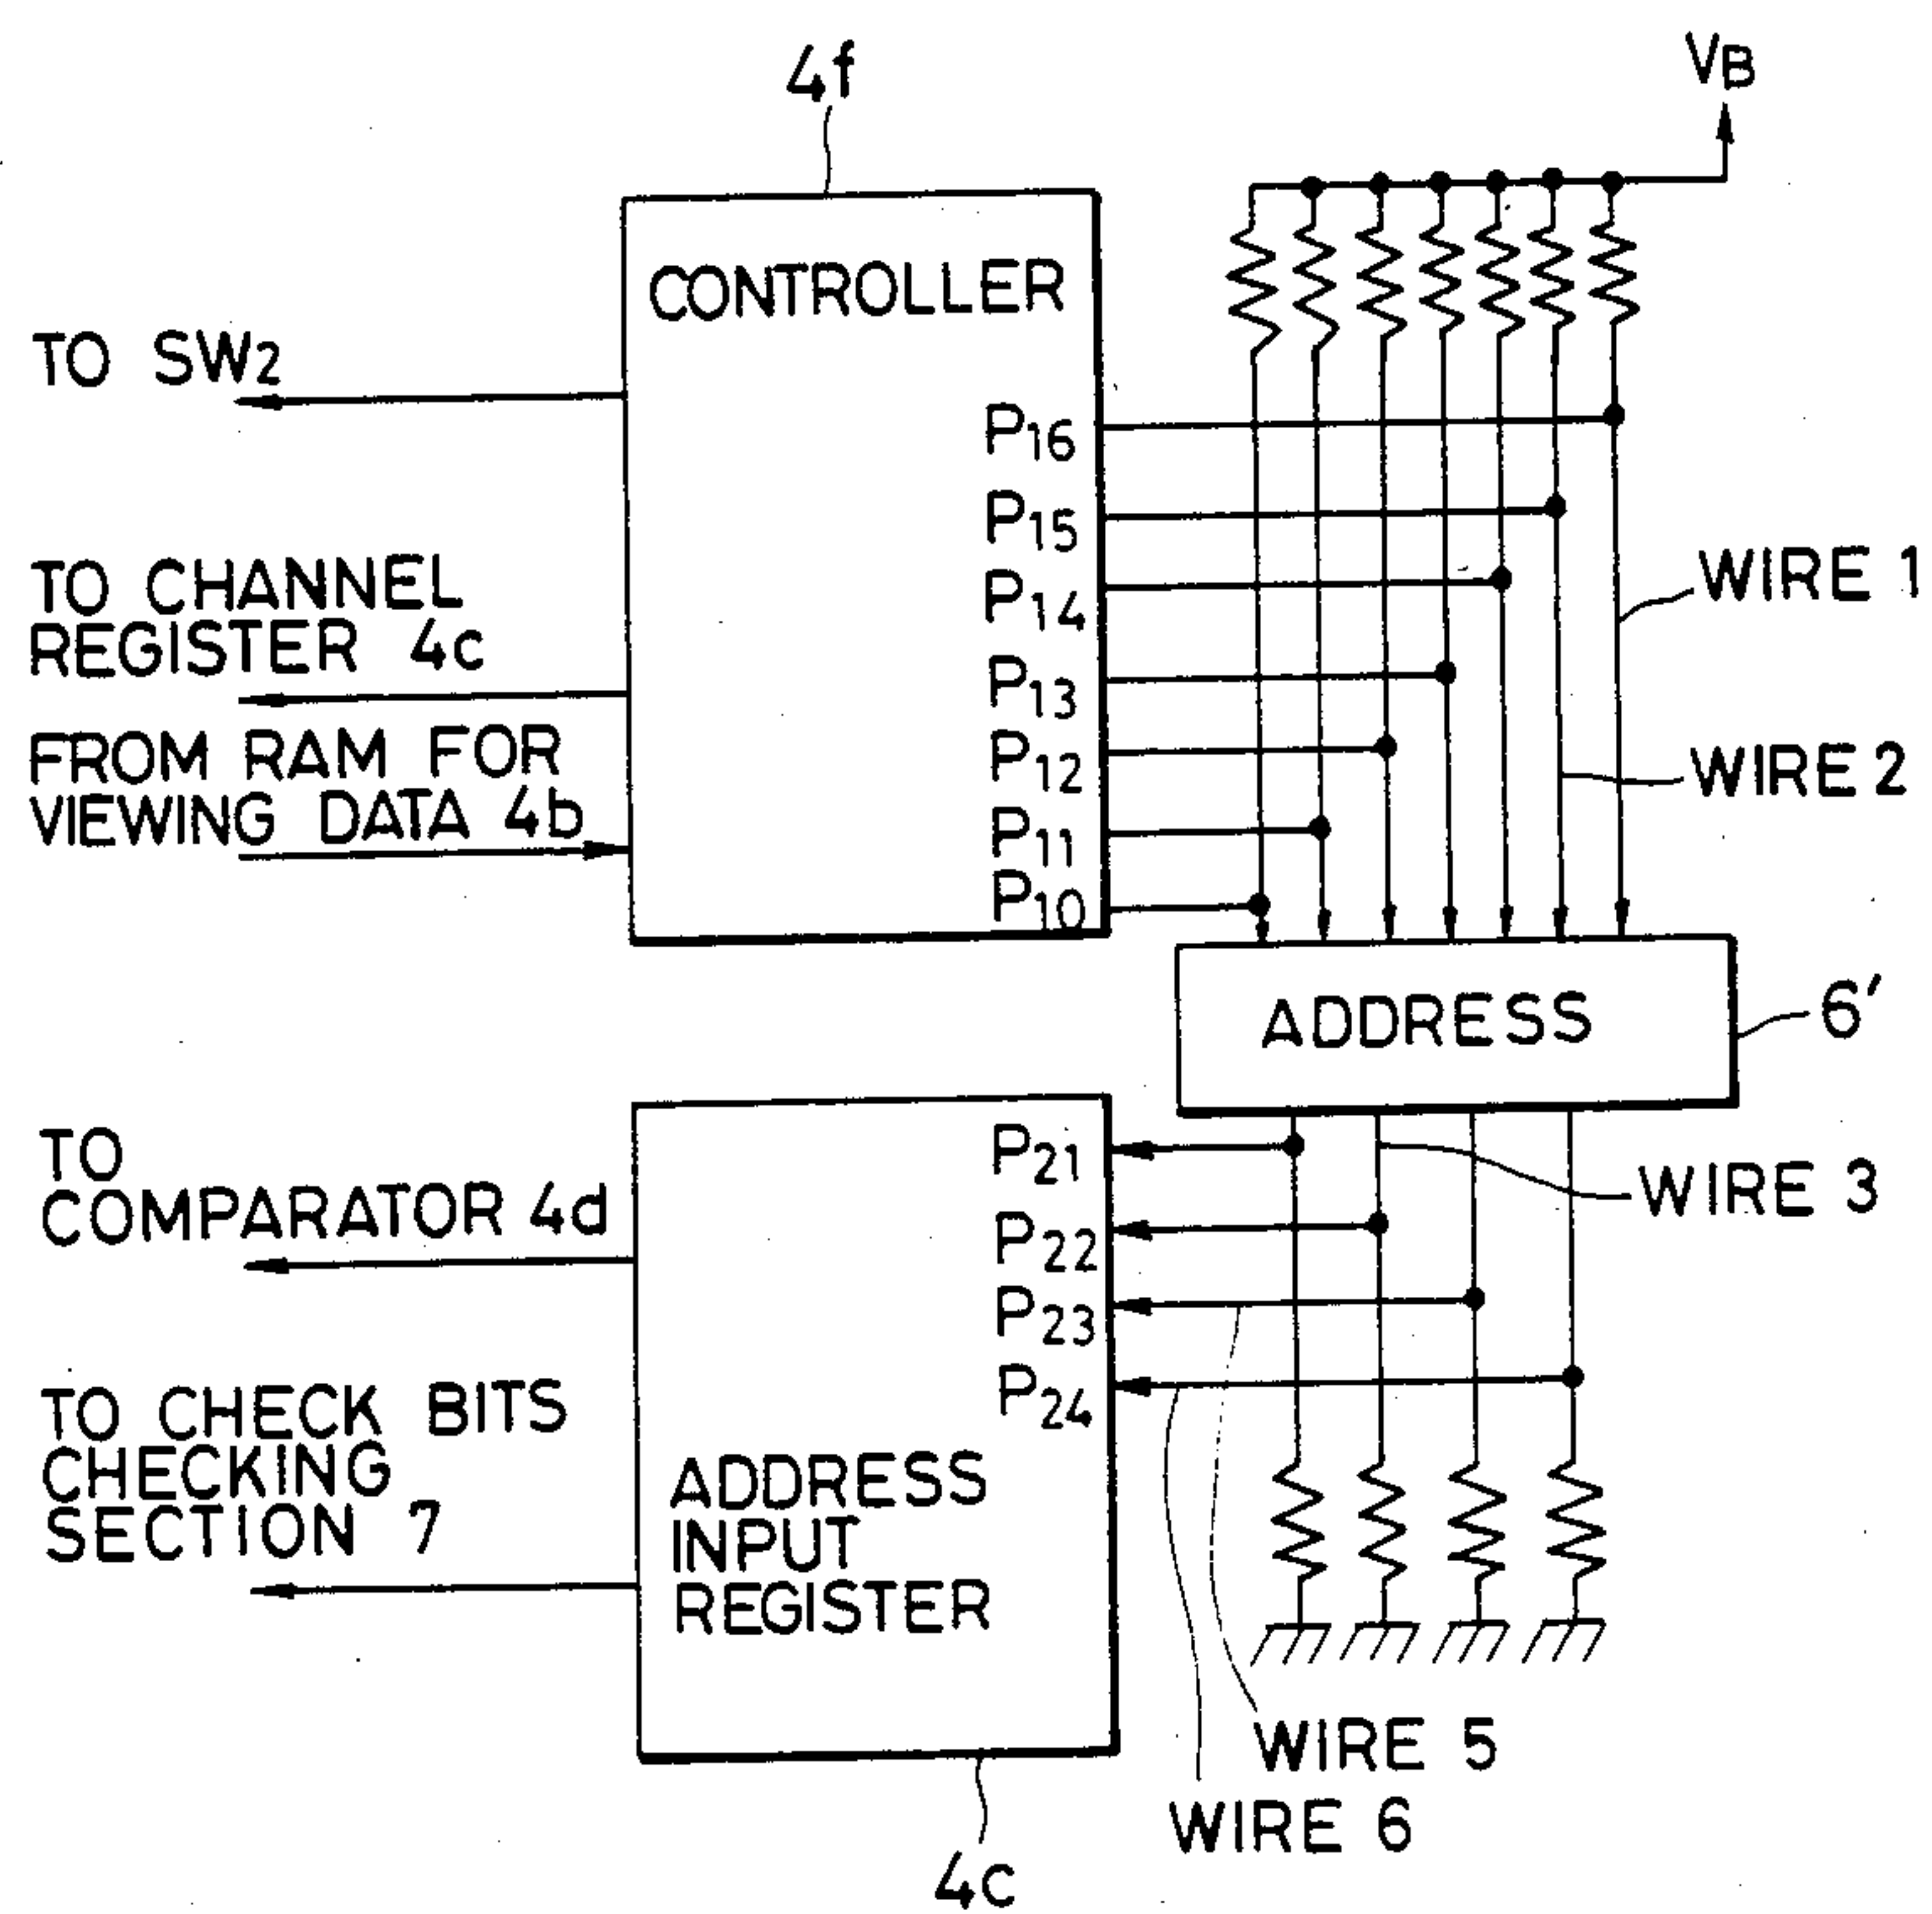 4f
VB
CONTROLLER
TO SW2
P16
P15
TO CHANNEL
REGISTER 4c
P14
WIRE 1
P13
FROM RAM FOR
VIEWING DATA 4b
P12
WIRE 2
P11
P10
ADDRESS
6'
TO
COMPARATOR 4d
P21
WIRE 3
P22
P23
P24
TO CHECK BITS
CHECKING
SECTION 7
ADDRESS
INPUT
REGISTER
WIRE 5
WIRE 6
4c